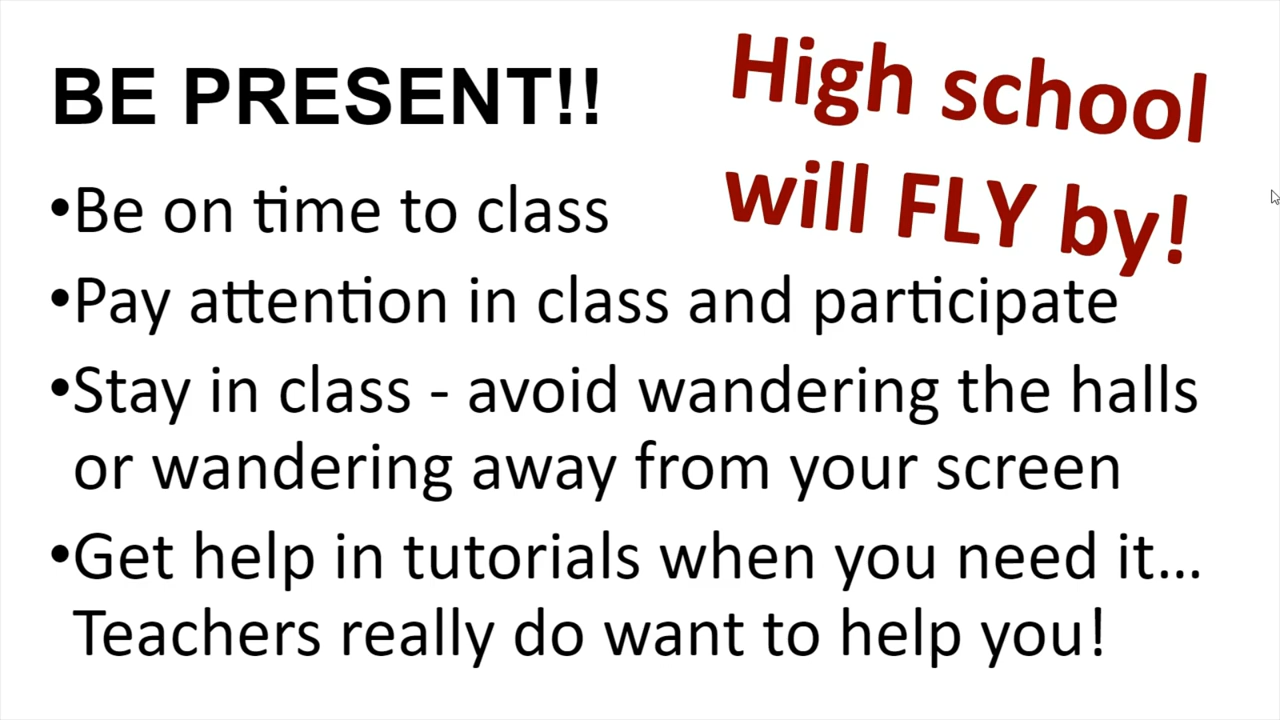 BE PRESENT!!
High school
will FLY by!
•Be on time to class
•Pay attention in class and participate
•Stay in class - avoid wandering the halls
or wandering away from your screen
•Get help in tutorials when you need it...
Teachers really do want to help you!